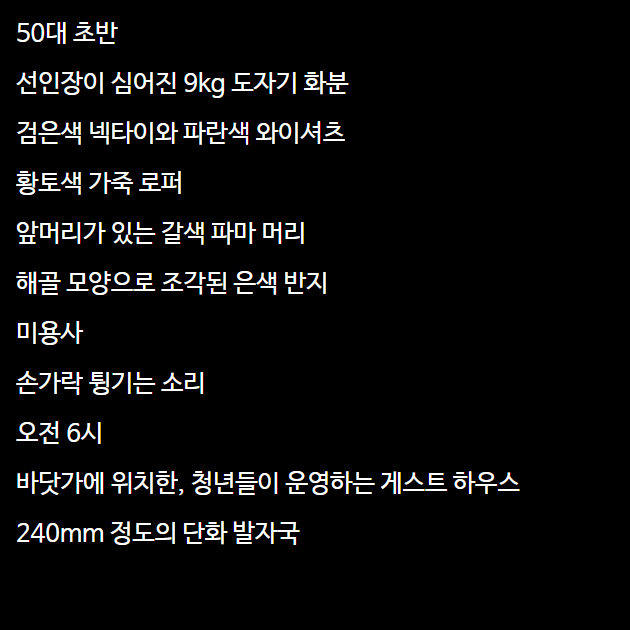 50대 초반
선인장이 심어진 9kg 도자기 화분
검은색 넥타이와 파란색 와이셔츠
황토색 가죽 로퍼
앞머리가 있는 갈색 파마 머리
해골 모양으로 조각된 은색 반지
미용사
손가락 튕기는 소리
오전 6시
바닷가에 위치한, 청년들이 운영하는 게스트 하우스
240mm 정도의 단화 발자국